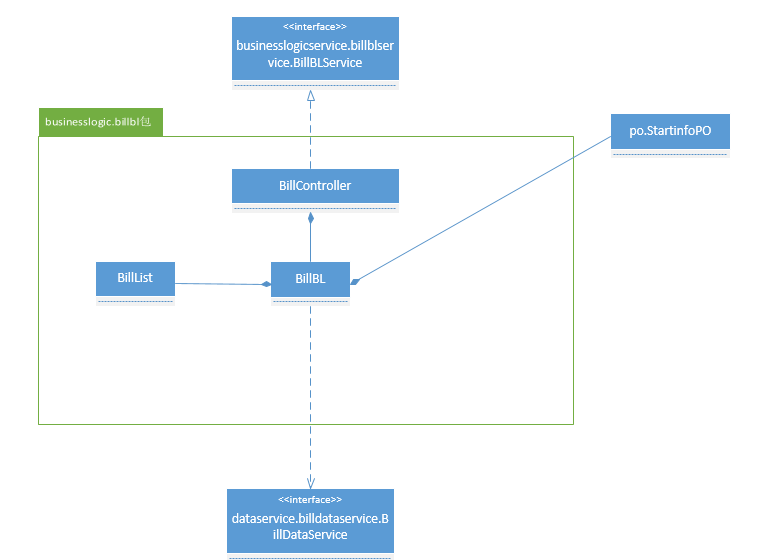 <<interface>>
businesslogicservice.billblser
vice.BillBLService
businesslogic.billbl包
po.StartinfoPO
BillController
BillList
BillBL
<<interface>>
dataservice.billdataservice.B
illDataService